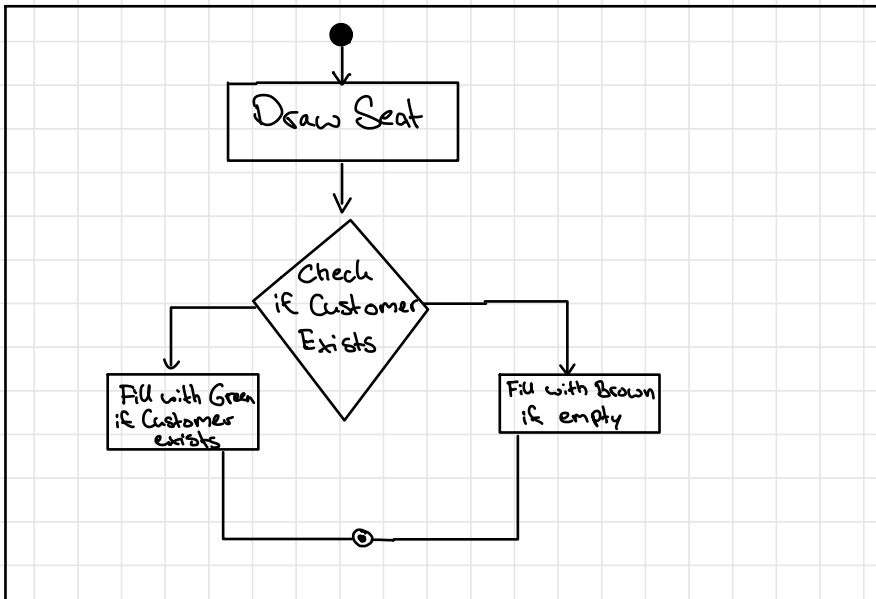 Draw Seat
Check
if Customer
Exists
Fill with Green
if Customer
exists
Fill with Brown
if empty